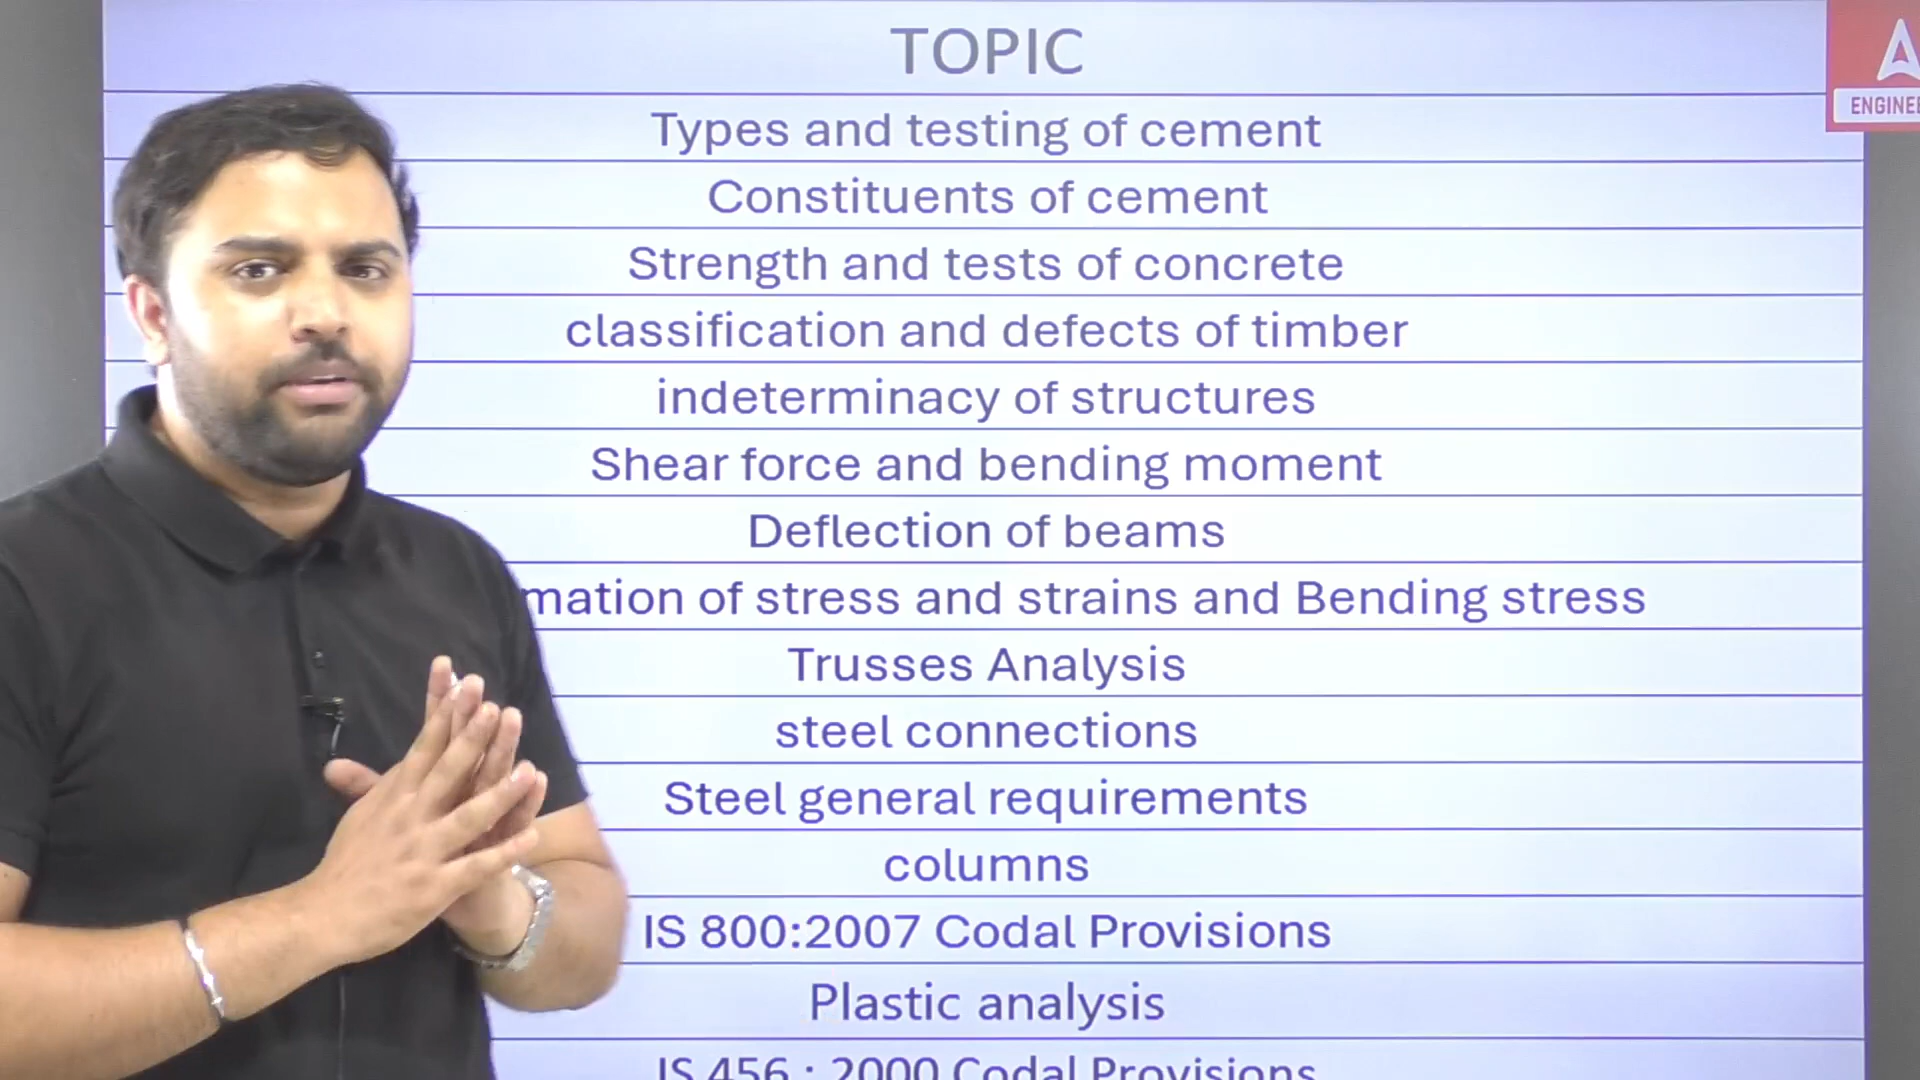 TOPIC
ENGINEE
Types and testing of cement
Constituents of cement
Strength and tests of concrete
classification and defects of timber
indeterminacy of structures
Shear force and bending moment
Deflection of beams
mation of stress and strains and Bending stress
Trusses Analysis
steel connections
Steel general requirements
columns
IS 800:2007 Codal Provisions
Plastic analysis
IS 456 : 2000 Codal Provisions